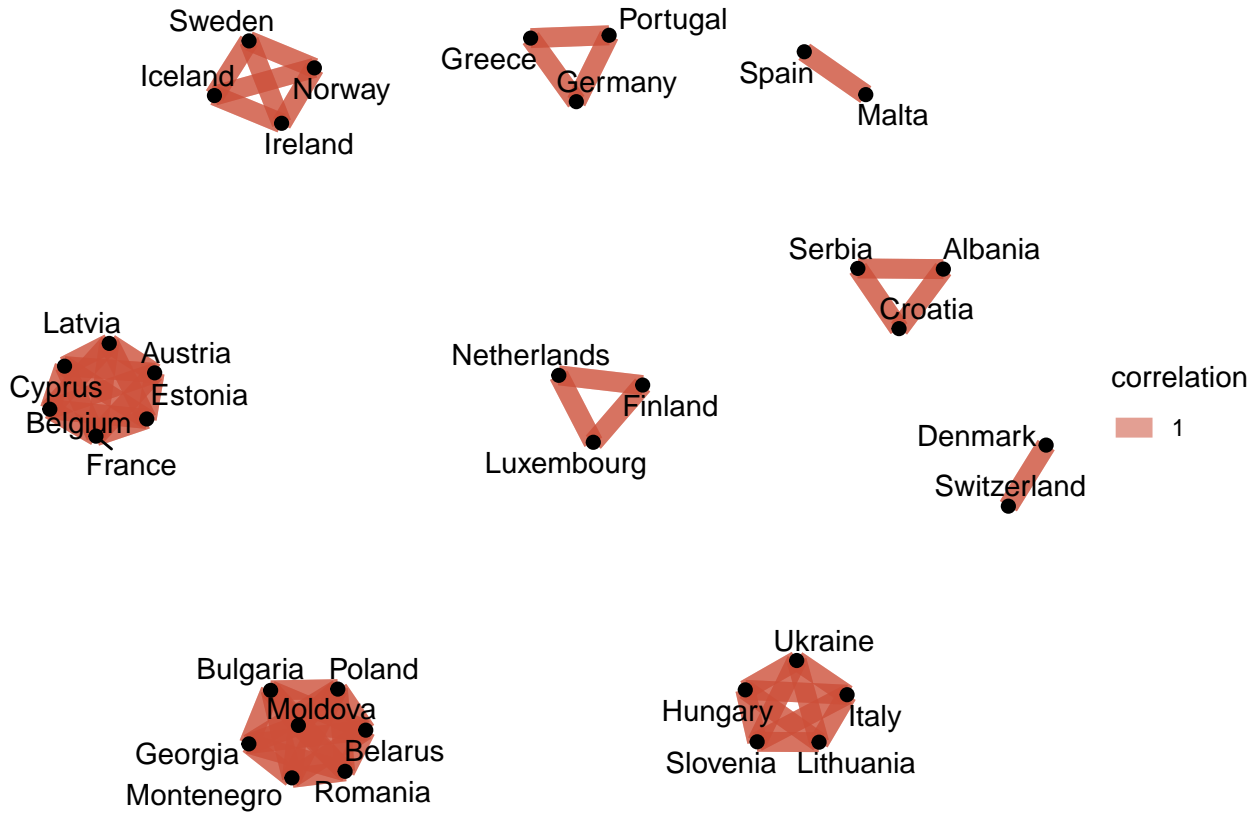 Sweden
Portugal
Greece
Spain
Iceland
Germany
Norway
Malta
Ireland
Serbia
Albania
Croatia
Latvia
Austria
Netherlands
correlation
Cyprus
Estonia
Finland
Belgium
1
Denmark
France
Luxembourg
Switzerland
Ukraine
Bulgaria
Poland
Moldova
Hungary
Italy
Georgia
Belarus
Slovenia
Lithuania
Montenegro
Romania